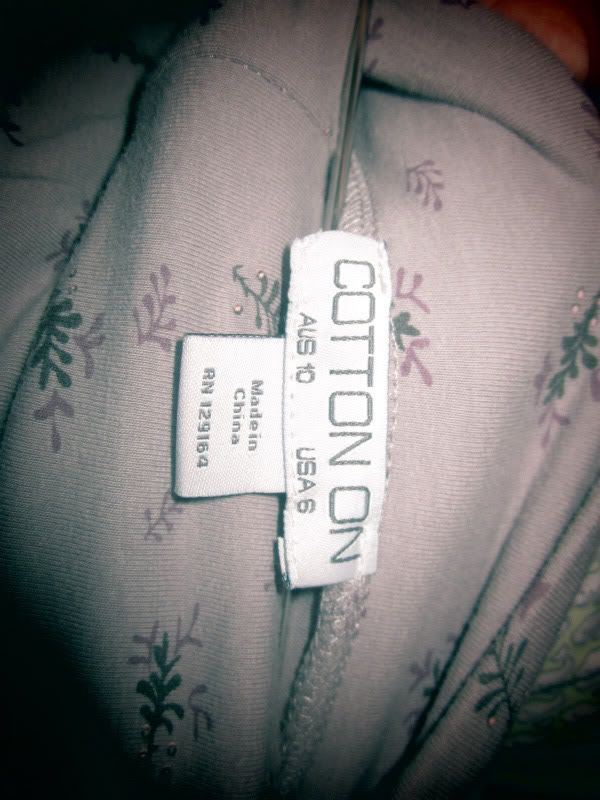 COTTON ON
AUS 10 USA 6
Made in
China
RN 129164